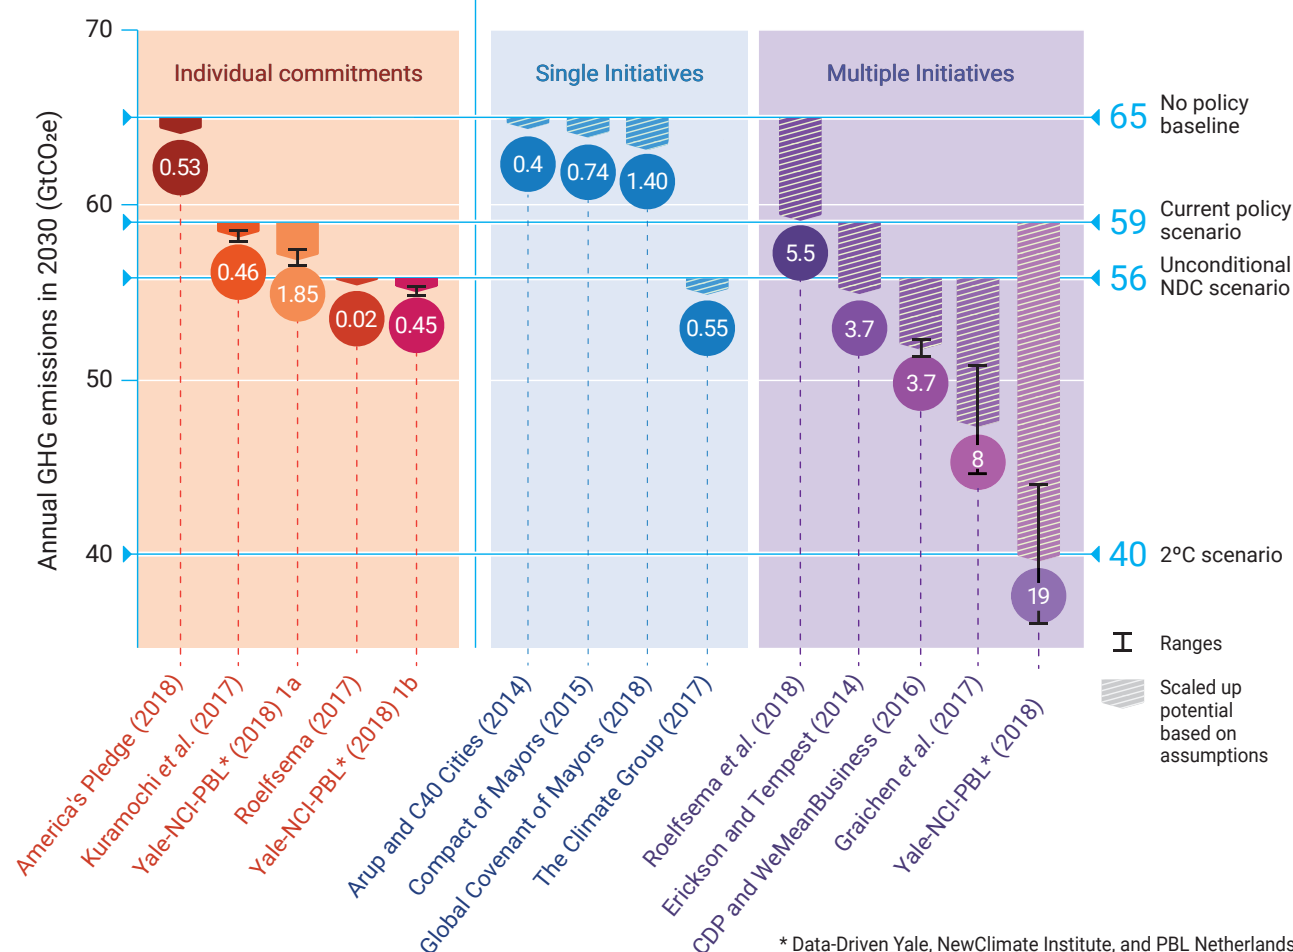 70
60
50
40
Annual GHG emissions in 2030 (GtCO₂e)
Individual commitments
Single Initiatives
Multiple Initiatives
65 No policy
baseline
59 Current policy
scenario
56 Unconditional
NDC scenario
40 2ºC scenario
0.53
0.46
1.85
0.02
0.45
0.4
0.74
1.40
0.55
5.5
3.7
3.7
8
19
Ranges
Scaled up
potential
based on
assumptions
America's Pledge (2018)
Kuramochi et al. (2017)
Yale-NCI-PBL* (2018) 1a
Roelfsema (2017)
Yale-NCI-PBL* (2018) 1b
Arup and C40 Cities (2014)
Compact of Mayors (2015)
Global Covenant of Mayors (2018)
The Climate Group (2017)
Roelfsema et al. (2018)
Erickson and Tempest (2014)
CDP and WeMeanBusiness (2016)
Graichen et al. (2017)
Yale-NCI-PBL* (2018)
* Data-Driven Yale, NewClimate Institute, and PBL Netherlands